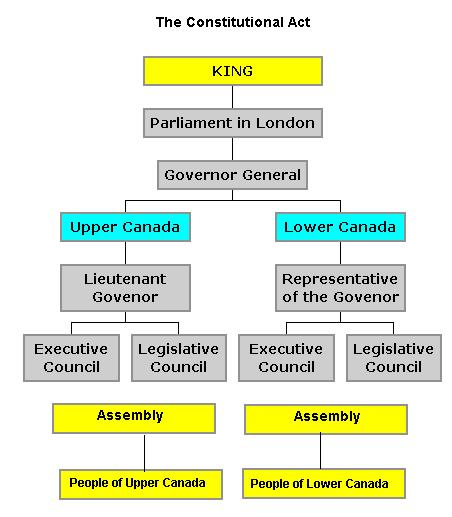 The Constitutional Act
KING
Parliament in London
Governor General
Upper Canada
Lower Canada
Lieutenant
Govenor
Representative
of the Govenor
Executive
Council
Legislative
Council
Executive
Council
Legislative
Council
Assembly
Assembly
People of Upper Canada
People of Lower Canada